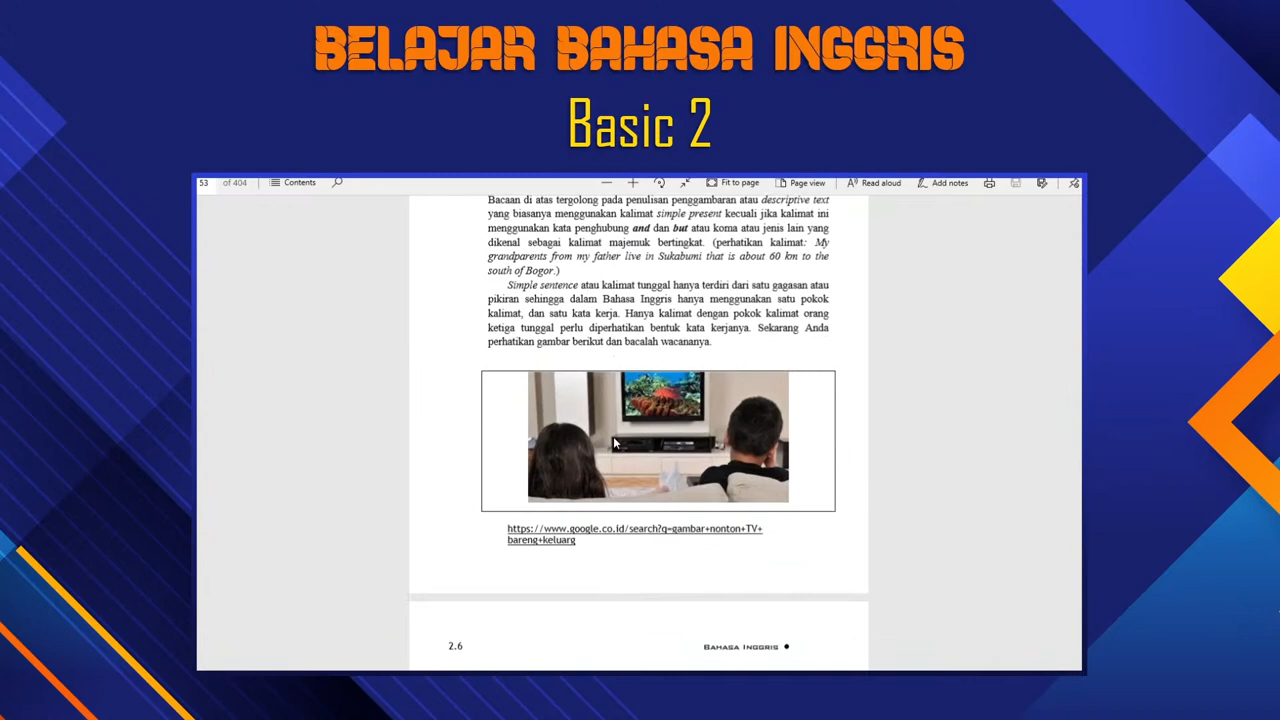 BELAJAR BAHASA INGGRIS
Basic 2
53 of 404 Contents Fit to page Page view Read aloud Add notes
Bacaan di atas tergolong pada penulisan penggambaran atau descriptive text
yang biasanya menggunakan kalimat simple present kecuali jika kalimat ini
menggunakan kata penghubung and dan but atau koma atau jenis lain yang
dikenal sebagai kalimat majemuk bertingkat. (perhatikan kalimat: My
grandparents from my father live in Sukabumi that is about 60 km to the
south of Bogor.)
Simple sentence atau kalimat tunggal hanya terdiri dari satu gagasan atau
pikiran sehingga dalam Bahasa Inggris hanya menggunakan satu pokok
kalimat, dan satu kata kerja. Hanya kalimat dengan pokok kalimat orang
ketiga tunggal perlu diperhatikan bentuk kata kerjanya. Sekarang Anda
perhatikan gambar berikut dan bacalah wacananya.
https://www.google.co.id/search?q=gambar+nonton+TV+
bareng+keluarg
2.6 BAHASA INGGRIS ●